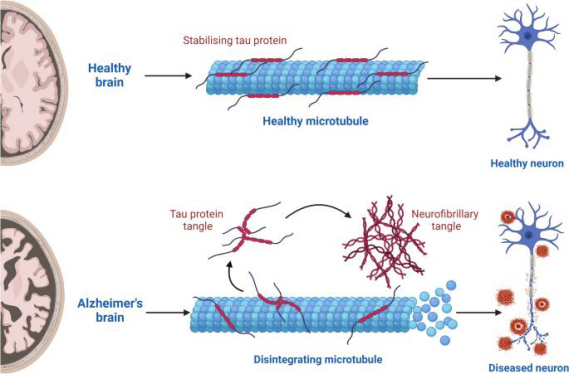 Stabilising tau protein
Healthy
brain
Healthy microtubule
Healthy neuron
Tau protein
tangle
Neurofibrillary
tangle
Alzheimer's
brain
Disintegrating microtubule
Diseased neuron